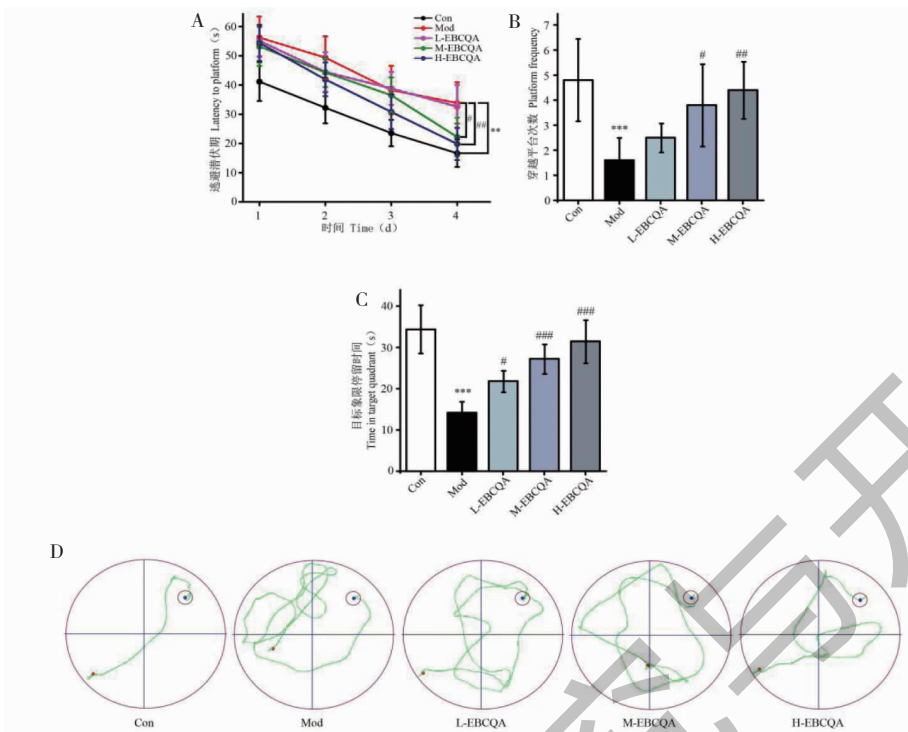 A
Con
Mod
L-EBCQA
M-EBCQA
H-EBCQA
逃避潜伏期 Latency to platform（s）
60
50
40
30
20
10
0
#
##
**
1
2
3
4
时间 Time（d）
B
穿越平台次数 Platform frequency
7
6
5
4
3
2
1
0
***
#
##
Con
Mod
L-EBCQA
M-EBCQA
H-EBCQA
C
目标象限停留时间
Time in target quadrant（s）
40
30
20
10
0
***
#
###
###
Con
Mod
L-EBCQA
M-EBCQA
H-EBCQA
D
Con
Mod
L-EBCQA
M-EBCQA
H-EBCQA
与开